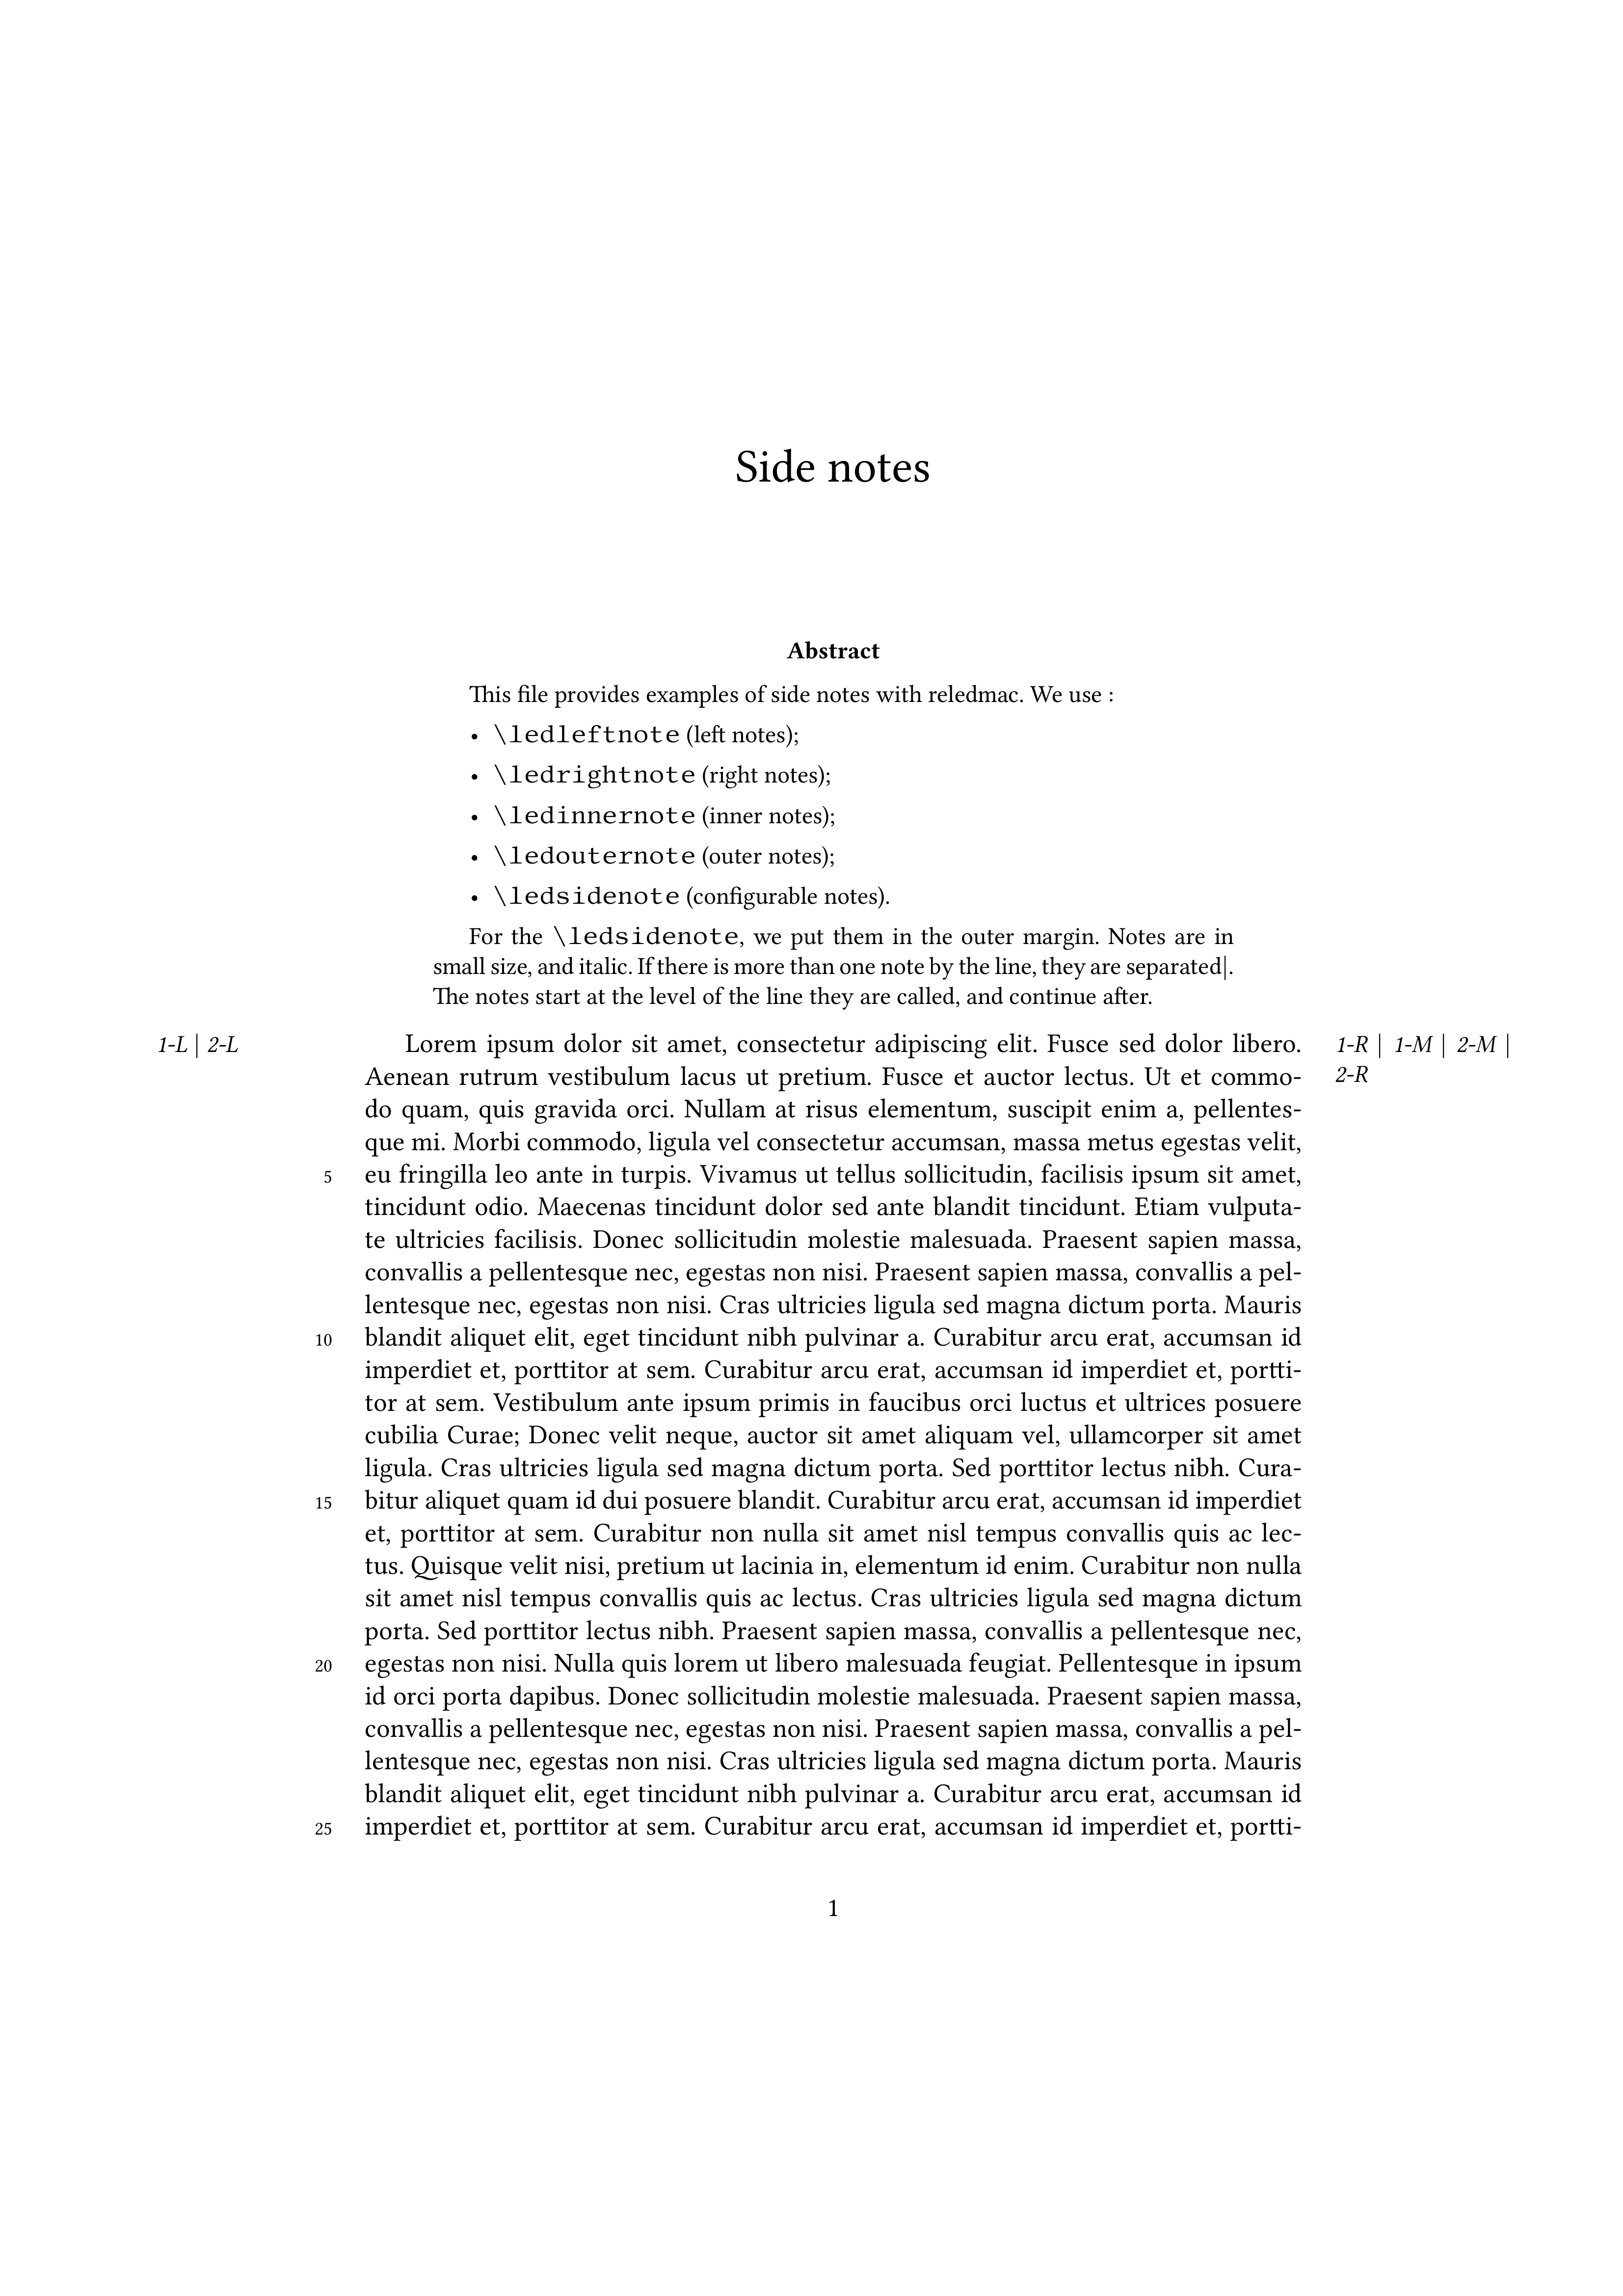 Side notes
Abstract
This file provides examples of side notes with reledmac. We use :
• \ledleftnote (left notes);
• \ledrightnote (right notes);
• \ledinnernote (inner notes);
• \ledouternote (outer notes);
• \ledsidenote (configurable notes).
For the \ledsidenote, we put them in the outer margin. Notes are in
small size, and italic. If there is more than one note by the line, they are separated|.
The notes start at the level of the line they are called, and continue after.
1-L | 2-L
Lorem ipsum dolor sit amet, consectetur adipiscing elit. Fusce sed dolor libero.
1-R | 1-M | 2-M |
2-R
Aenean rutrum vestibulum lacus ut pretium. Fusce et auctor lectus. Ut et commo-
do quam, quis gravida orci. Nullam at risus elementum, suscipit enim a, pellentes-
que mi. Morbi commodo, ligula vel consectetur accumsan, massa metus egestas velit,
5 eu fringilla leo ante in turpis. Vivamus ut tellus sollicitudin, facilisis ipsum sit amet,
tincidunt odio. Maecenas tincidunt dolor sed ante blandit tincidunt. Etiam vulputa-
te ultricies facilisis. Donec sollicitudin molestie malesuada. Praesent sapien massa,
convallis a pellentesque nec, egestas non nisi. Praesent sapien massa, convallis a pel-
lentesque nec, egestas non nisi. Cras ultricies ligula sed magna dictum porta. Mauris
10 blandit aliquet elit, eget tincidunt nibh pulvinar a. Curabitur arcu erat, accumsan id
imperdiet et, porttitor at sem. Curabitur arcu erat, accumsan id imperdiet et, portti-
tor at sem. Vestibulum ante ipsum primis in faucibus orci luctus et ultrices posuere
cubilia Curae; Donec velit neque, auctor sit amet aliquam vel, ullamcorper sit amet
ligula. Cras ultricies ligula sed magna dictum porta. Sed porttitor lectus nibh. Cura-
15 bitur aliquet quam id dui posuere blandit. Curabitur arcu erat, accumsan id imperdiet
et, porttitor at sem. Curabitur non nulla sit amet nisl tempus convallis quis ac lec-
tus. Quisque velit nisi, pretium ut lacinia in, elementum id enim. Curabitur non nulla
sit amet nisl tempus convallis quis ac lectus. Cras ultricies ligula sed magna dictum
porta. Sed porttitor lectus nibh. Praesent sapien massa, convallis a pellentesque nec,
20 egestas non nisi. Nulla quis lorem ut libero malesuada feugiat. Pellentesque in ipsum
id orci porta dapibus. Donec sollicitudin molestie malesuada. Praesent sapien massa,
convallis a pellentesque nec, egestas non nisi. Praesent sapien massa, convallis a pel-
lentesque nec, egestas non nisi. Cras ultricies ligula sed magna dictum porta. Mauris
blandit aliquet elit, eget tincidunt nibh pulvinar a. Curabitur arcu erat, accumsan id
25 imperdiet et, porttitor at sem. Curabitur arcu erat, accumsan id imperdiet et, portti-
1